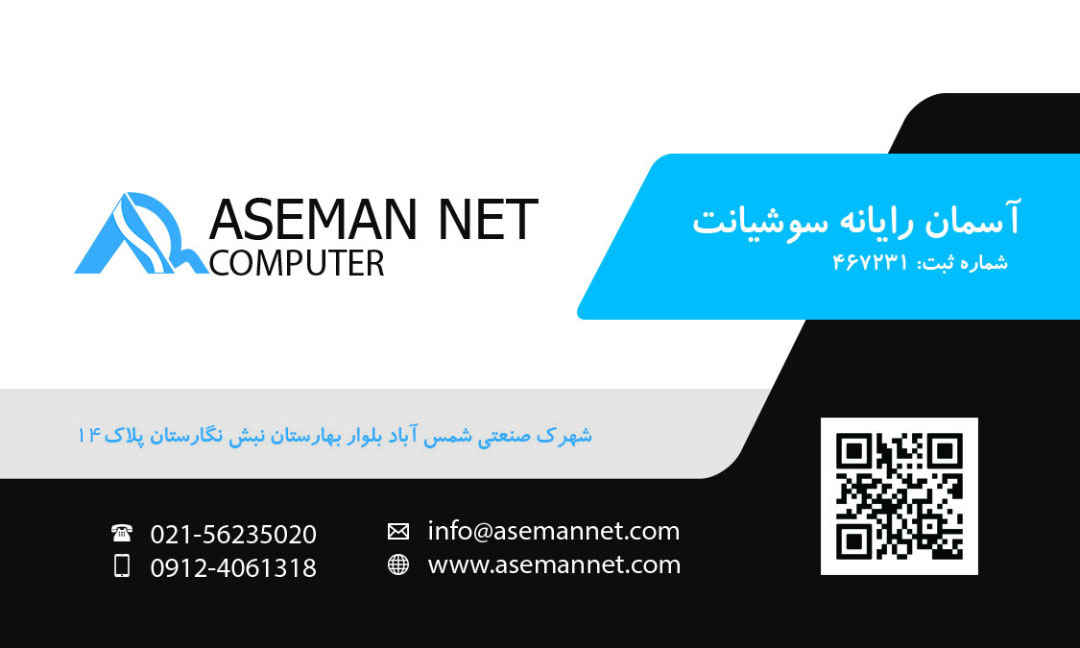 ASEMAN NET
COMPUTER
آسمان رایانه سوشیانت
شماره ثبت: ۴۶۷۲۳۱
شهرک صنعتی شمس آباد بلوار بهارستان نبش نگارستان پلاک ۱۴
021-56235020
0912-4061318
info@asemannet.com
www.asemannet.com